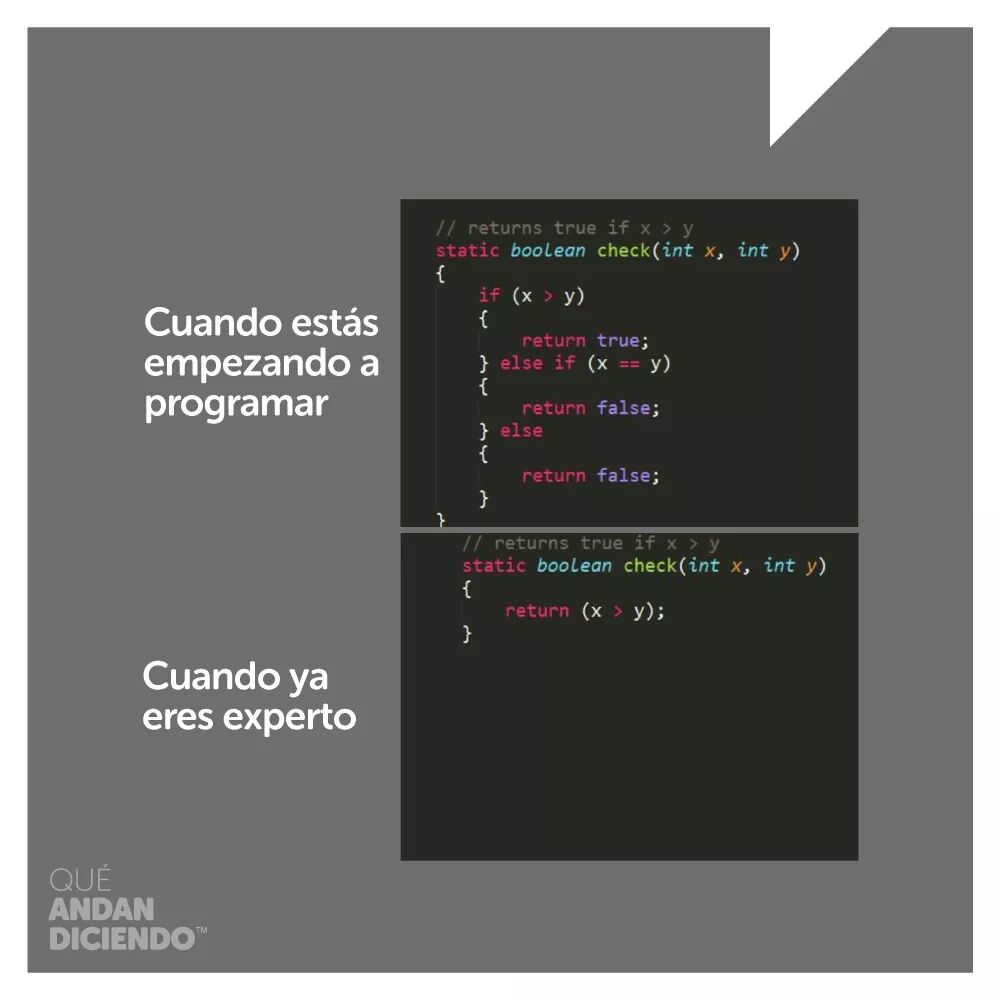 Cuando estás
empezando a
programar
// returns true if x > y
static boolean check(int x, int y)
{
if (x > y)
{
return true;
} else if (x == y)
{
return false;
} else
{
return false;
}
}
Cuando ya
eres experto
// returns true if x > y
static boolean check(int x, int y)
{
return (x > y);
}
QUÉ
ANDAN
DICIENDO™